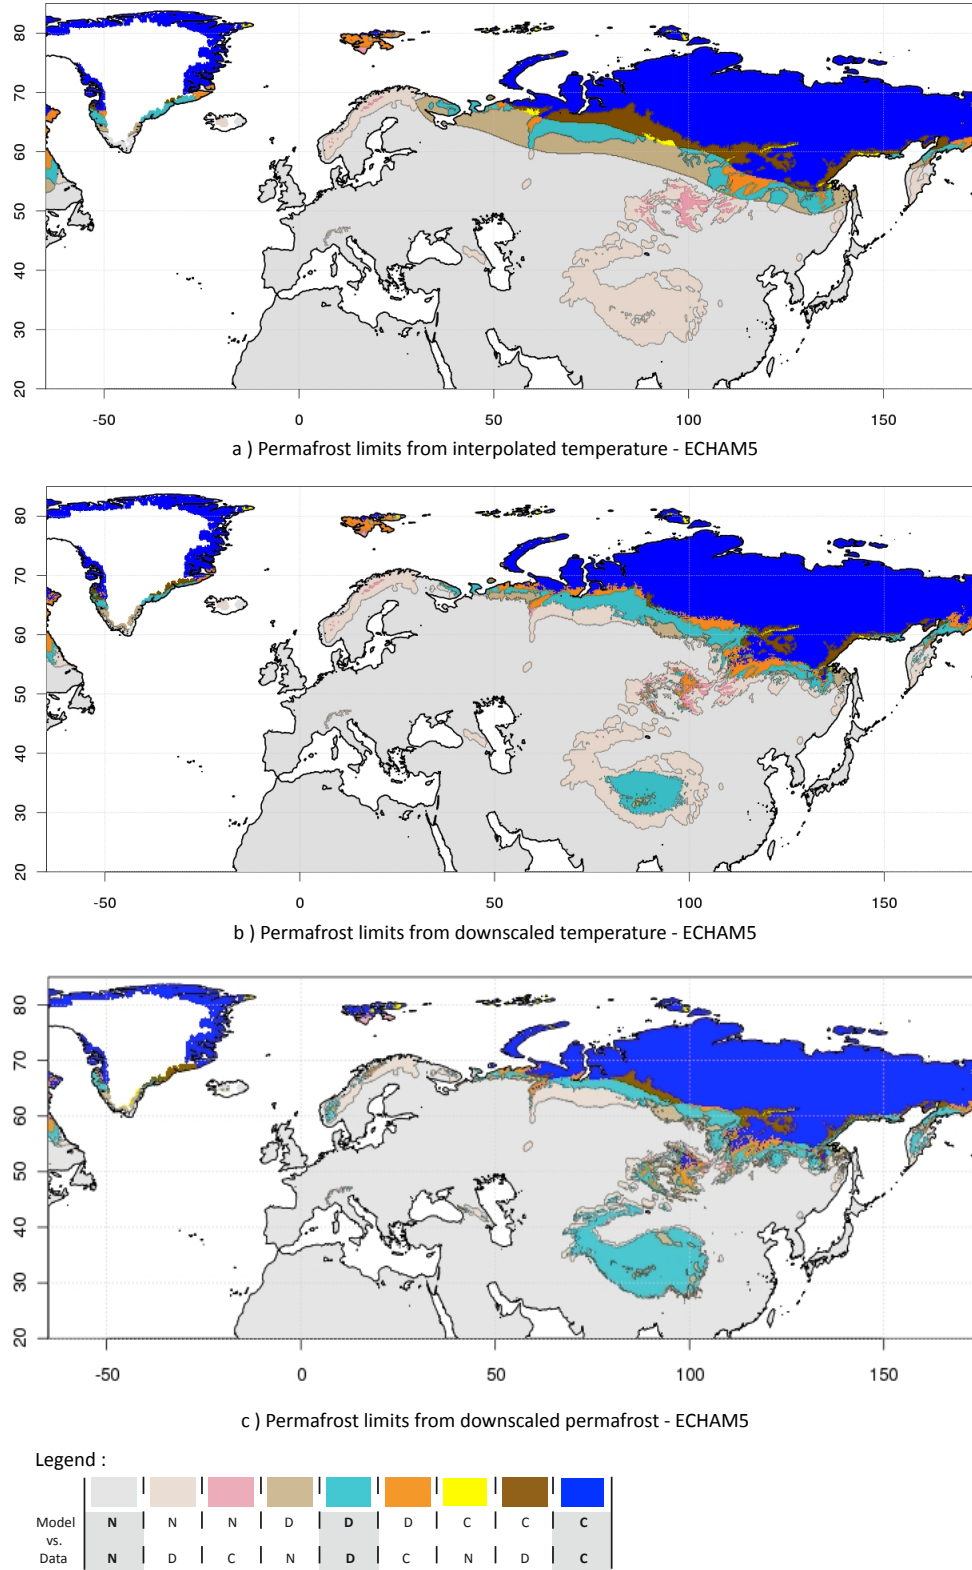 80
70
60
50
40
30
20
-50 0 50 100 150
a ) Permafrost limits from interpolated temperature - ECHAM5
80
70
60
50
40
30
20
-50 0 50 100 150
b ) Permafrost limits from downscaled temperature - ECHAM5
80
70
60
50
40
30
20
-50 0 50 100 150
c ) Permafrost limits from downscaled permafrost - ECHAM5
Legend :
Model N N N D D D C C C
vs.
Data N D C N D C N D C